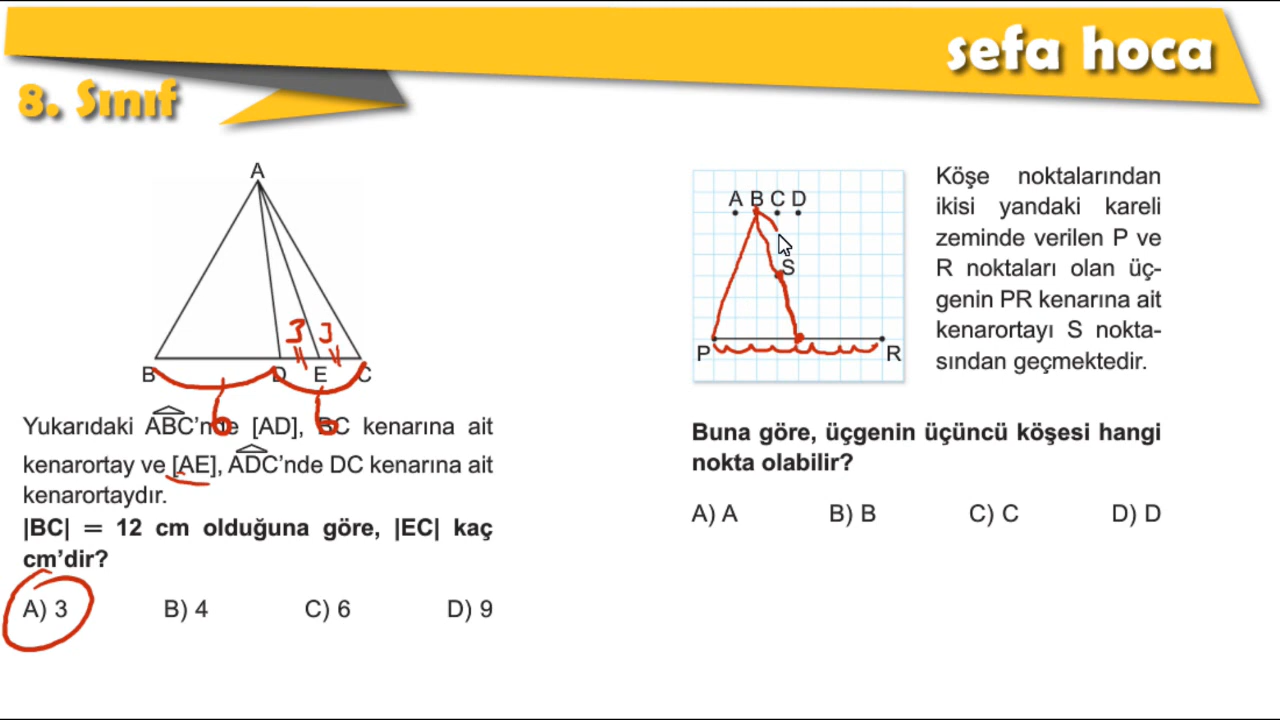 sefa hoca
8. Sınıf
A
3 3
B D E C
6 6
Yukarıdaki ABC'nde [AD], BC kenarına ait
kenarortay ve [AE], ADC'nde DC kenarına ait
kenarortaydır.
|BC| = 12 cm olduğuna göre, |EC| kaç
cm'dir?
A) 3 B) 4 C) 6 D) 9
A B C D
S
P R
Köşe noktalarından
ikisi yandaki kareli
zeminde verilen P ve
R noktaları olan üç-
genin PR kenarına ait
kenarortayı S nokta-
sından geçmektedir.
Buna göre, üçgenin üçüncü köşesi hangi
nokta olabilir?
A) A B) B C) C D) D